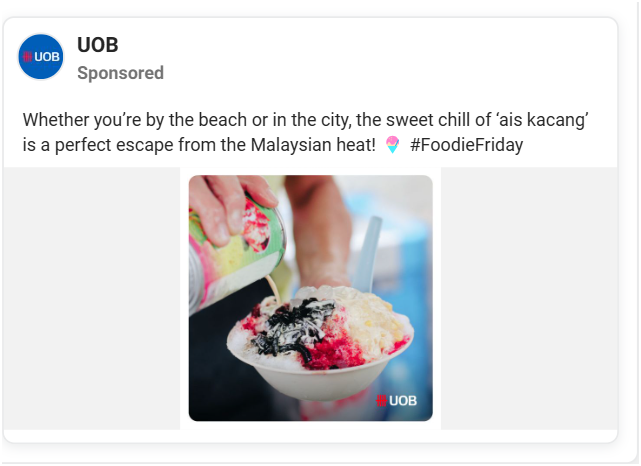 UOB
UOB
Sponsored
Whether you’re by the beach or in the city, the sweet chill of ‘ais kacang’
is a perfect escape from the Malaysian heat! 🍧 #FoodieFriday
UOB